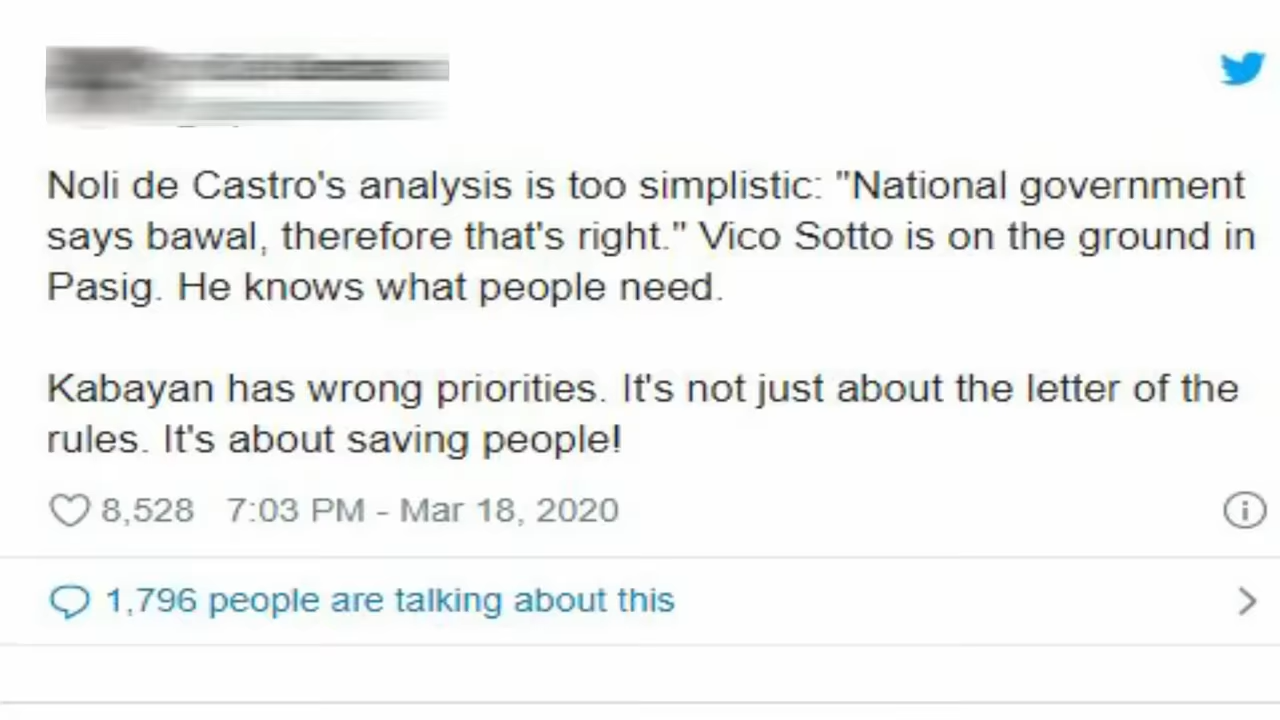 Noli de Castro's analysis is too simplistic: "National government
says bawal, therefore that's right." Vico Sotto is on the ground in
Pasig. He knows what people need.
Kabayan has wrong priorities. It's not just about the letter of the
rules. It's about saving people!
8,528 7:03 PM - Mar 18, 2020
1,796 people are talking about this